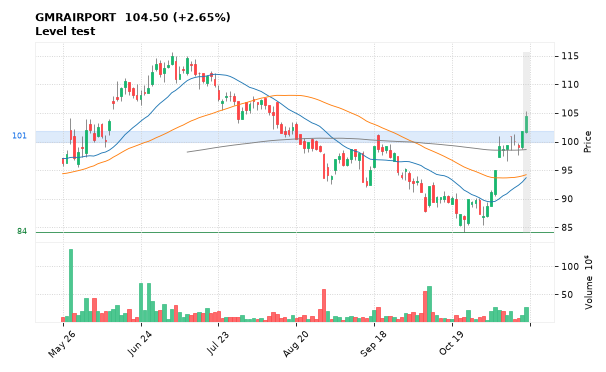 GMRAIRPORT 104.50 (+2.65%)
Level test
115
110
105
101
100
95
90
84
85
Price
100
50
Volume 10⁴
May 26
Jun 24
Jul 23
Aug 20
Sep 18
Oct 19